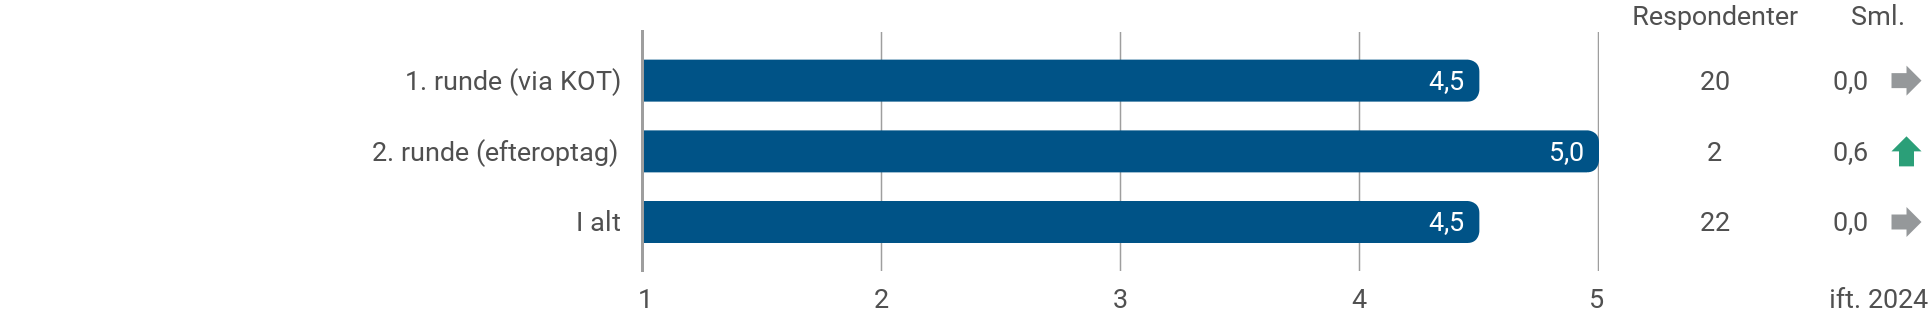 Respondenter Sml.
1. runde (via KOT) 4,5 20 0,0
2. runde (efteroptag) 5,0 2 0,6
I alt 4,5 22 0,0
1 2 3 4 5 ift. 2024